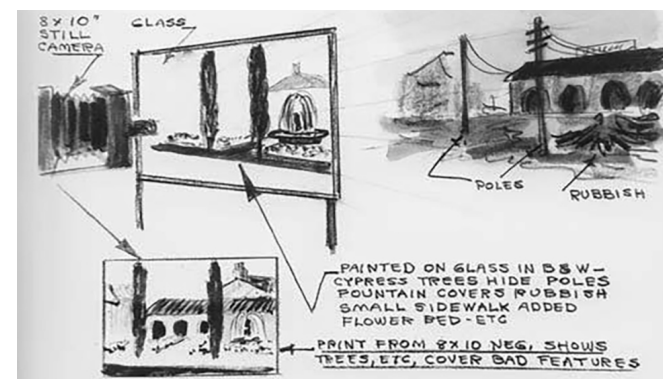 8 X 10"
STILL
CAMERA
GLASS
POLES
RUBBISH
PAINTED ON GLASS IN B&W-
CYPRESS TREES HIDE POLES
FOUNTAIN COVERS RUBBISH
SMALL SIDEWALK ADDED
FLOWER BED-ETC
PRINT FROM 8X10 NEG, SHOWS
TREES, ETC, COVER BAD FEATURES